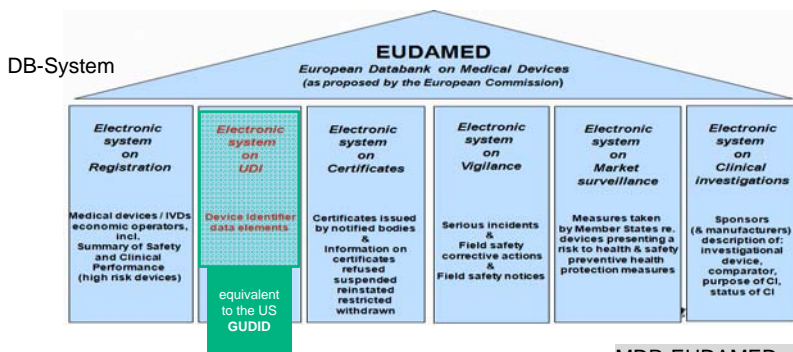 DB-System
EUDAMED
European Databank on Medical Devices
(as proposed by the European Commission)
Electronic
system
on
Registration
Medical devices / IVDs
economic operators,
incl.
Summary of Safety
and Clinical
Performance
(high risk devices)
Electronic
system
on
UDI
Device identifier
data elements
equivalent
to the US
GUDID
Electronic
system
on
Certificates
Certificates issued
by notified bodies
&
Information on
certificates
refused
suspended
reinstated
restricted
withdrawn
Electronic
system
on
Vigilance
Serious incidents
&
Field safety
corrective actions
&
Field safety notices
Electronic
system
on
Market
surveillance
Measures taken
by Member States re.
devices presenting a
risk to health & safety
preventive health
protection measures
Electronic
system
on
Clinical
investigations
Sponsors
(& manufacturers)
description of:
investigational
device,
comparator,
purpose of CI,
status of CI